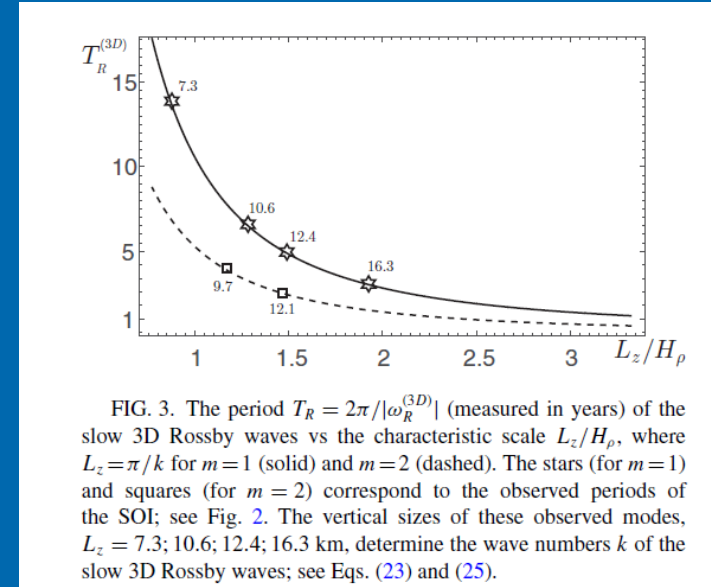 T_R^(3D)
15
7.3
10
10.6
12.4
5
16.3
9.7
12.1
1
1 1.5 2 2.5 3 L_z/H_ρ
FIG. 3. The period T_R = 2π/|ω_R^(3D)| (measured in years) of the
slow 3D Rossby waves vs the characteristic scale L_z/H_ρ, where
L_z=π/k for m=1 (solid) and m=2 (dashed). The stars (for m=1)
and squares (for m = 2) correspond to the observed periods of
the SOI; see Fig. 2. The vertical sizes of these observed modes,
L_z = 7.3; 10.6; 12.4; 16.3 km, determine the wave numbers k of the
slow 3D Rossby waves; see Eqs. (23) and (25).